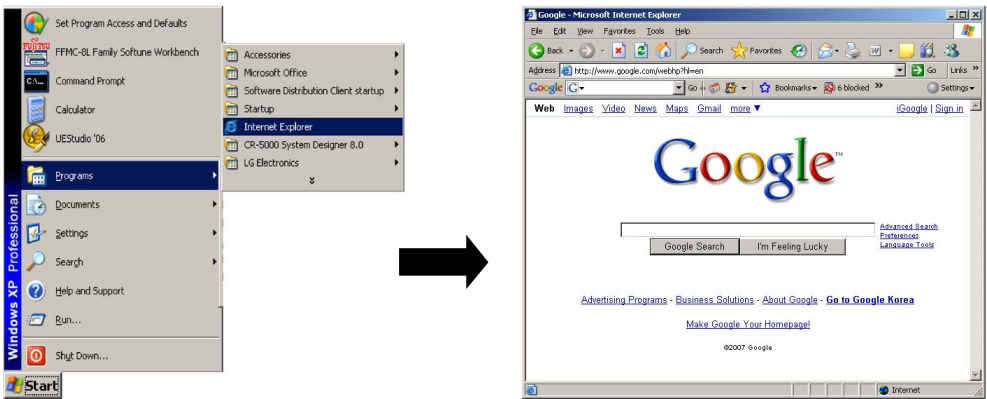 Set Program Access and Defaults
FUJITSU
FFMC-8L Family Softune Workbench
C:\_
Command Prompt
Calculator
UEStudio '06
Programs
Documents
Settings
Search
Help and Support
Run...
Shut Down...
Windows XP Professional
Start
Accessories
Microsoft Office
Software Distribution Client startup
Startup
Internet Explorer
CR-5000 System Designer 8.0
LG Electronics
Google - Microsoft Internet Explorer
File Edit View Favorites Tools Help
Back Search Favorites
Address http://www.google.com/webhp?hl=en Go Links »
Google G Go Bookmarks 6 blocked » Settings
Web Images Video News Maps Gmail more iGoogle | Sign in
Google™
Advanced Search
Preferences
Language Tools
Google Search I'm Feeling Lucky
Advertising Programs - Business Solutions - About Google - Go to Google Korea
Make Google Your Homepage!
©2007 Google
Internet